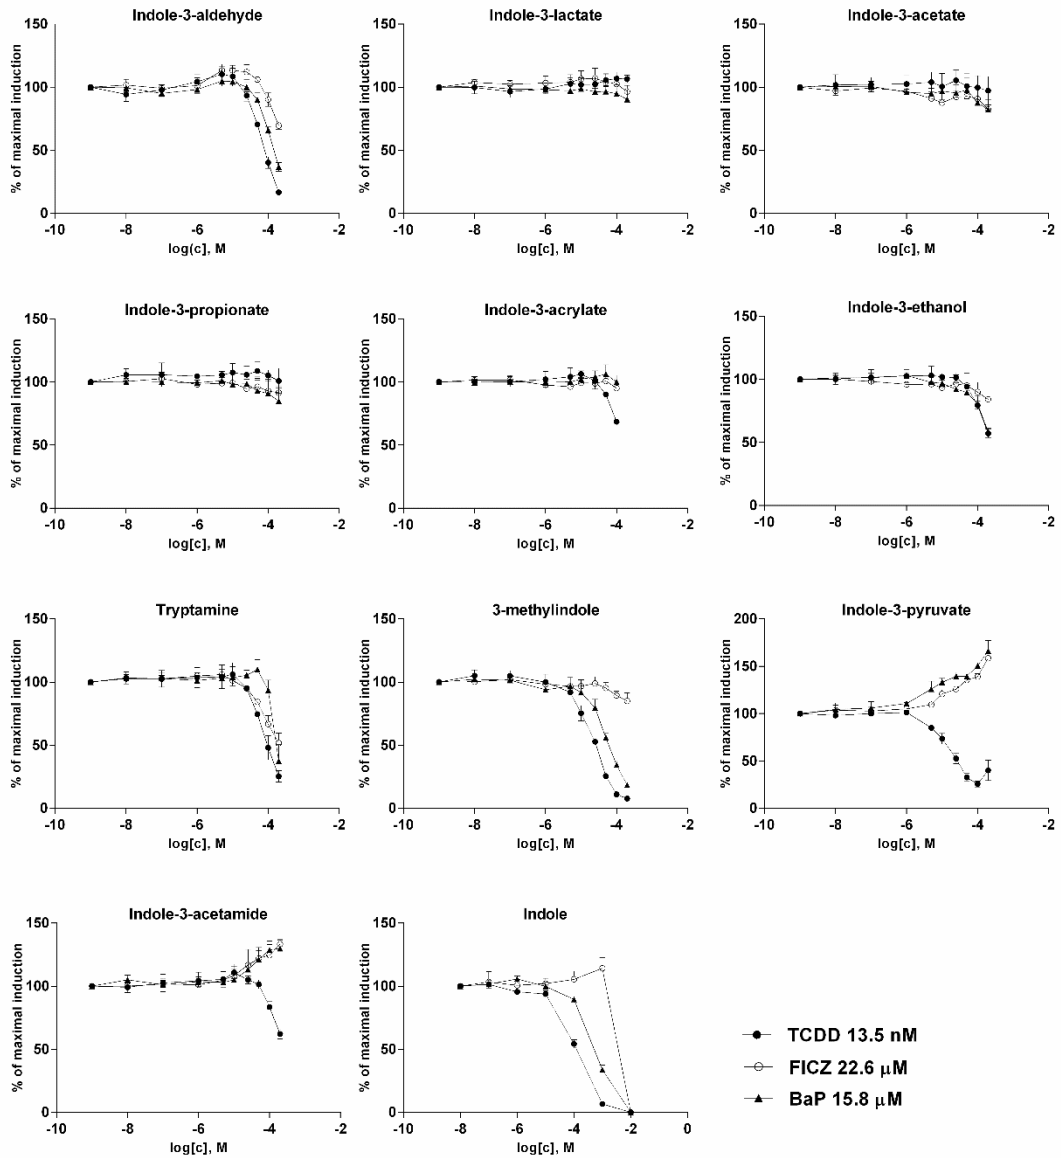 Indole-3-aldehyde
% of maximal induction
150
100
50
0
-10 -8 -6 -4 -2
log(c), M
Indole-3-lactate
% of maximal induction
150
100
50
0
-10 -8 -6 -4 -2
log[c], M
Indole-3-acetate
% of maximal induction
150
100
50
0
-10 -8 -6 -4 -2
log[c], M
Indole-3-propionate
% of maximal induction
150
100
50
0
-10 -8 -6 -4 -2
log[c], M
Indole-3-acrylate
% of maximal induction
150
100
50
0
-10 -8 -6 -4 -2
log[c], M
Indole-3-ethanol
% of maximal induction
150
100
50
0
-10 -8 -6 -4 -2
log[c], M
Tryptamine
% of maximal induction
150
100
50
0
-10 -8 -6 -4 -2
log[c], M
3-methylindole
% of maximal induction
150
100
50
0
-10 -8 -6 -4 -2
log[c], M
Indole-3-pyruvate
% of maximal induction
200
150
100
50
0
-10 -8 -6 -4 -2
log[c], M
Indole-3-acetamide
% of maximal induction
150
100
50
0
-10 -8 -6 -4 -2
log[c], M
Indole
% of maximal induction
150
100
50
0
-10 -8 -6 -4 -2 0
log[c], M
TCDD 13.5 nM
FICZ 22.6 μM
BaP 15.8 μM